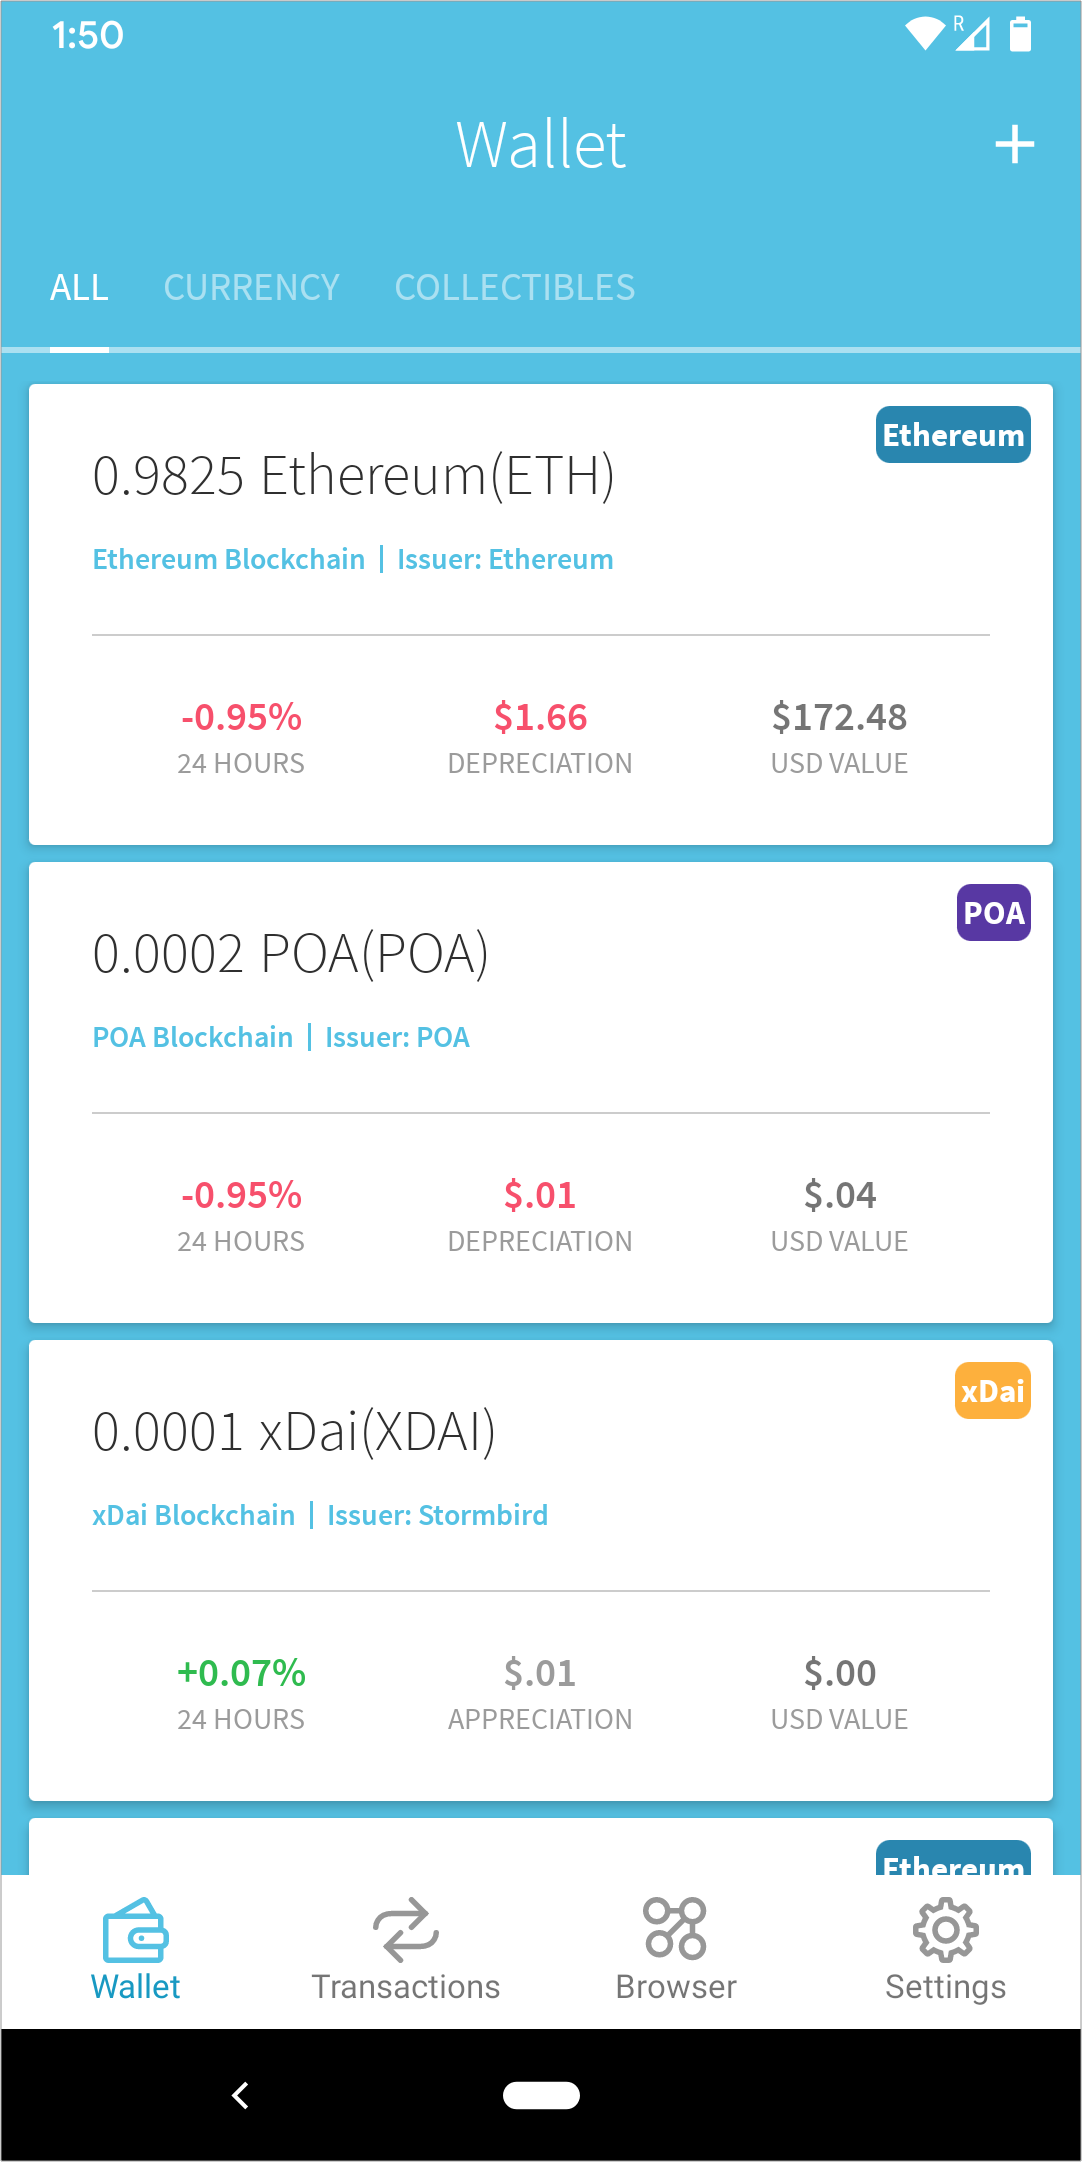 1:50
R
Wallet
ALL CURRENCY COLLECTIBLES
Ethereum
0.9825 Ethereum(ETH)
Ethereum Blockchain | Issuer: Ethereum
-0.95% $1.66 $172.48
24 HOURS DEPRECIATION USD VALUE
POA
0.0002 POA(POA)
POA Blockchain | Issuer: POA
-0.95% $.01 $.04
24 HOURS DEPRECIATION USD VALUE
xDai
0.0001 xDai(XDAI)
xDai Blockchain | Issuer: Stormbird
+0.07% $.01 $.00
24 HOURS APPRECIATION USD VALUE
Ethereum
Wallet Transactions Browser Settings